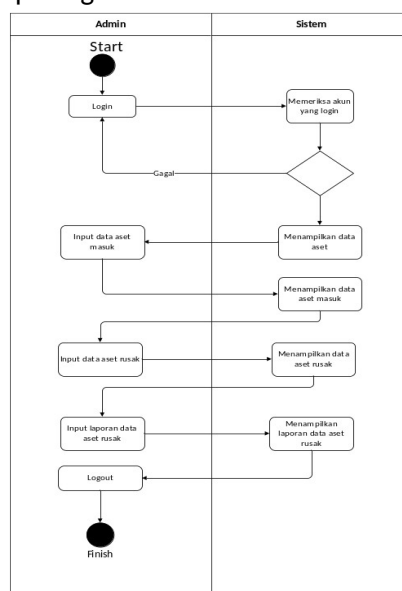 Admin
Sistem
Start
Login
Memeriksa akun
yang login
Gagal
Input data aset
masuk
Menampilkan data
aset
Menampilkan data
aset masuk
Input data aset rusak
Menampilkan data
aset rusak
Input laporan data
aset rusak
Menampilkan
laporan data aset
rusak
Logout
Finish